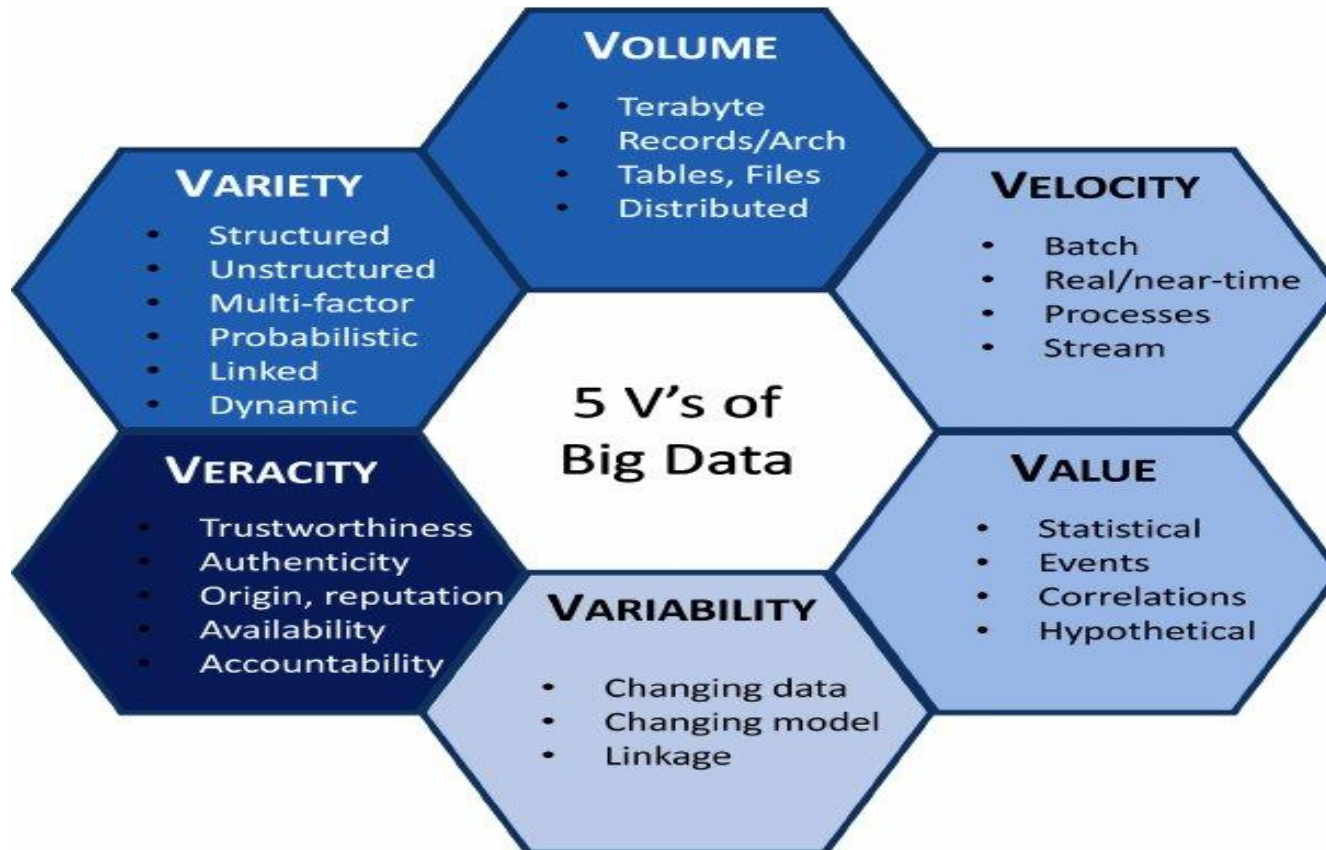 VOLUME
• Terabyte
• Records/Arch
• Tables, Files
• Distributed
VARIETY
• Structured
• Unstructured
• Multi-factor
• Probabilistic
• Linked
• Dynamic
VELOCITY
• Batch
• Real/near-time
• Processes
• Stream
5 V’s of
Big Data
VERACITY
• Trustworthiness
• Authenticity
• Origin, reputation
• Availability
• Accountability
VALUE
• Statistical
• Events
• Correlations
• Hypothetical
VARIABILITY
• Changing data
• Changing model
• Linkage